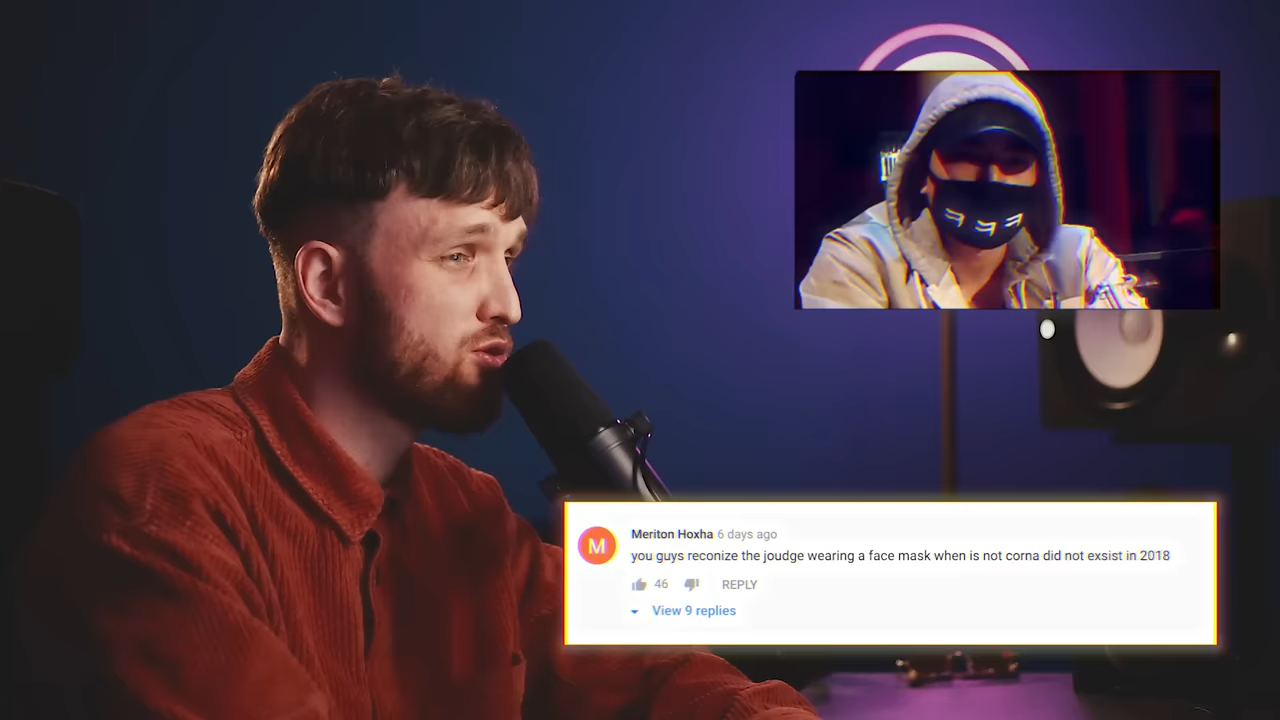 ㅋㅋㅋ
M
Meriton Hoxha 6 days ago
you guys reconize the joudge wearing a face mask when is not corna did not exsist in 2018
46 REPLY
View 9 replies